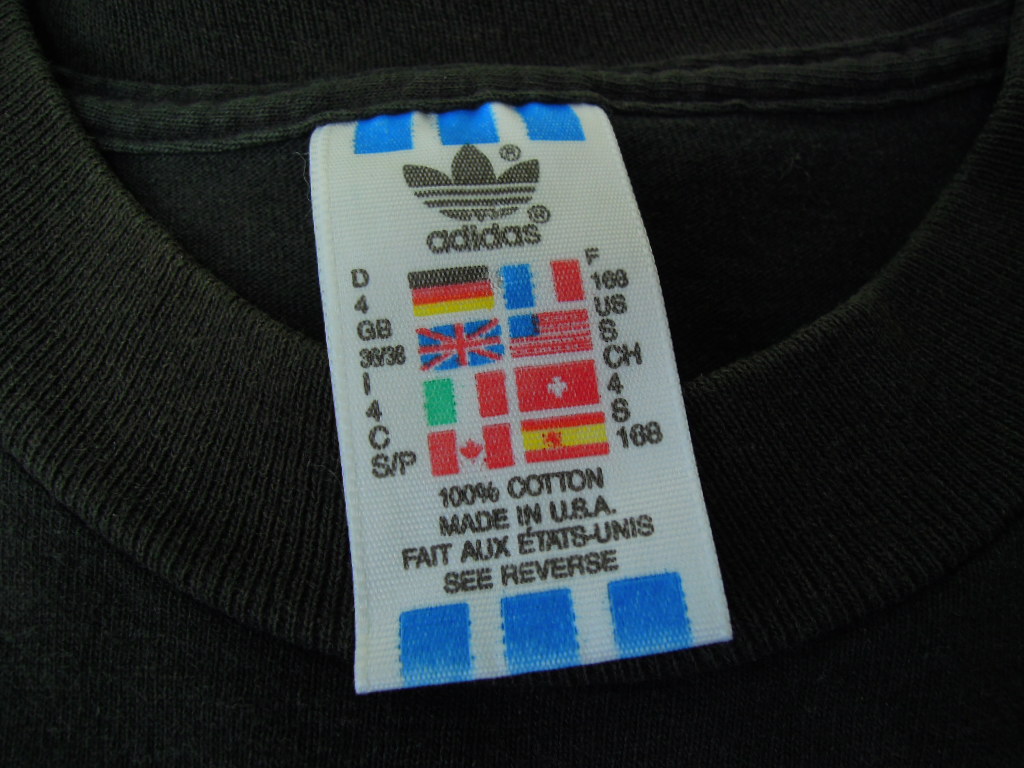 ®
®
adidas
D
4
GB
36/38
I
4
C
S/P
F
168
US
S
CH
4
S
168
100% COTTON
MADE IN U.S.A.
FAIT AUX ÉTATS-UNIS
SEE REVERSE